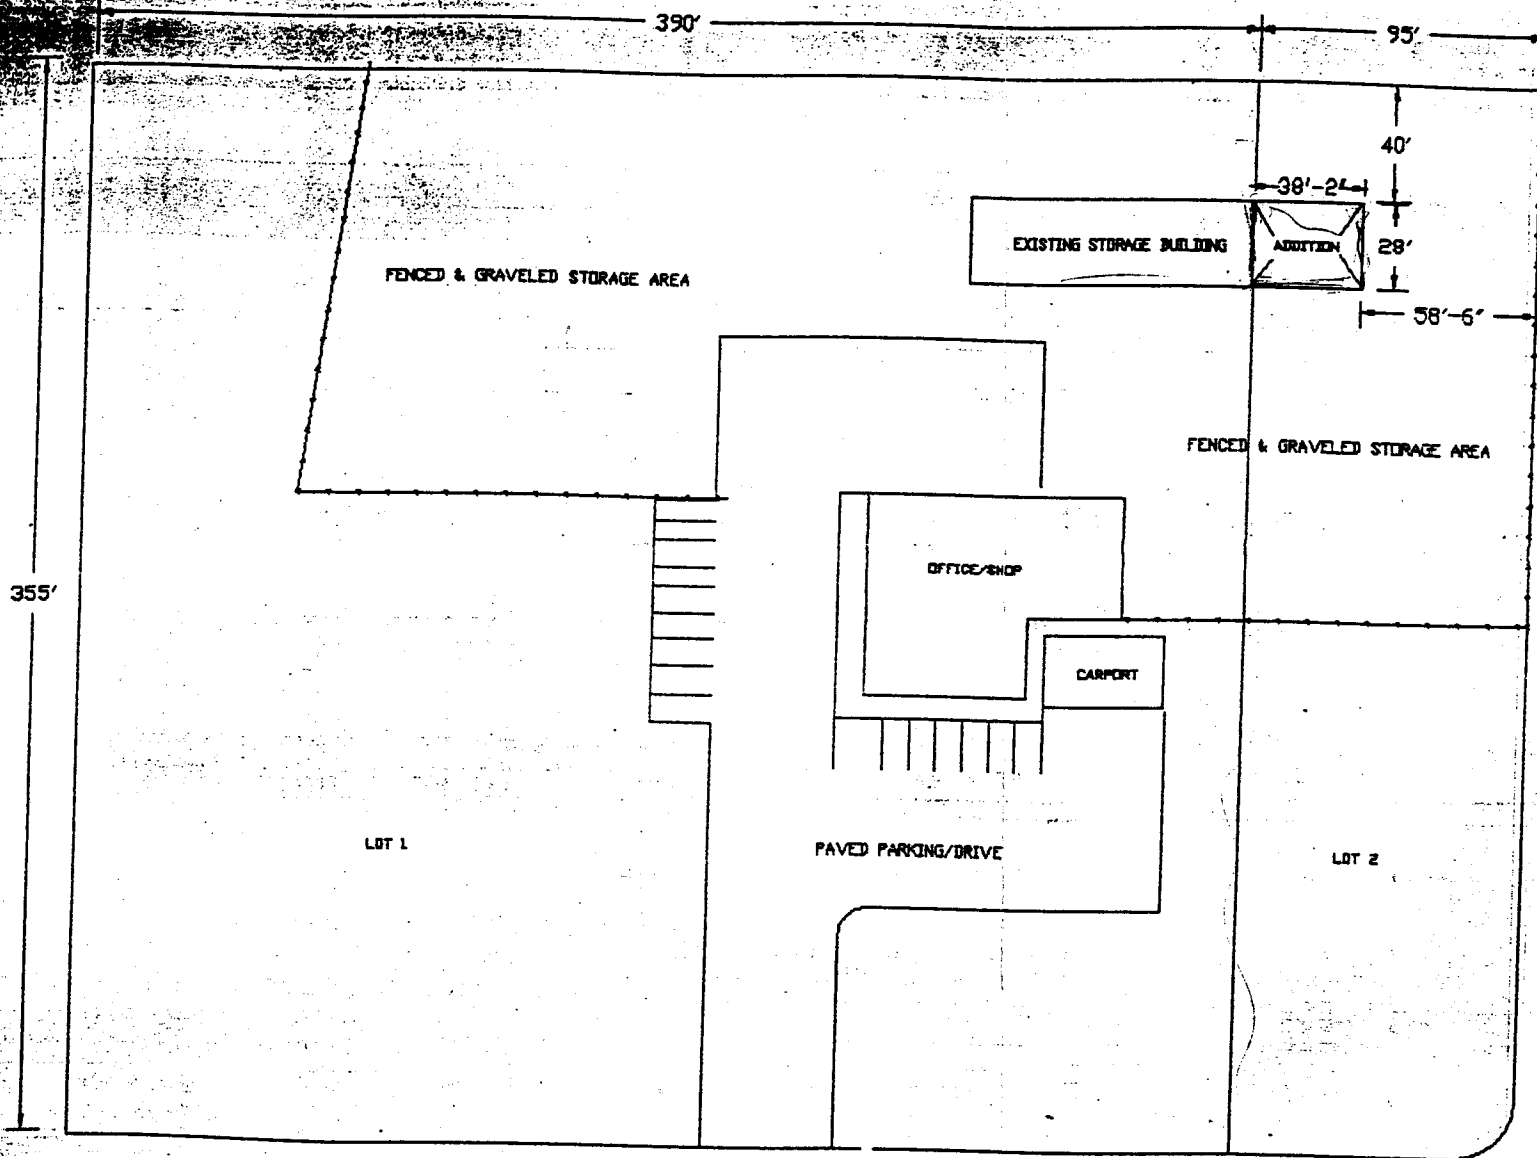 390'
95'
40'
38'-2"
EXISTING STORAGE BUILDING
ADDITION
28'
FENCED & GRAVELED STORAGE AREA
58'-6"
FENCED & GRAVELED STORAGE AREA
OFFICE/SHOP
355'
CARPORT
LOT 1
PAVED PARKING/DRIVE
LOT 2